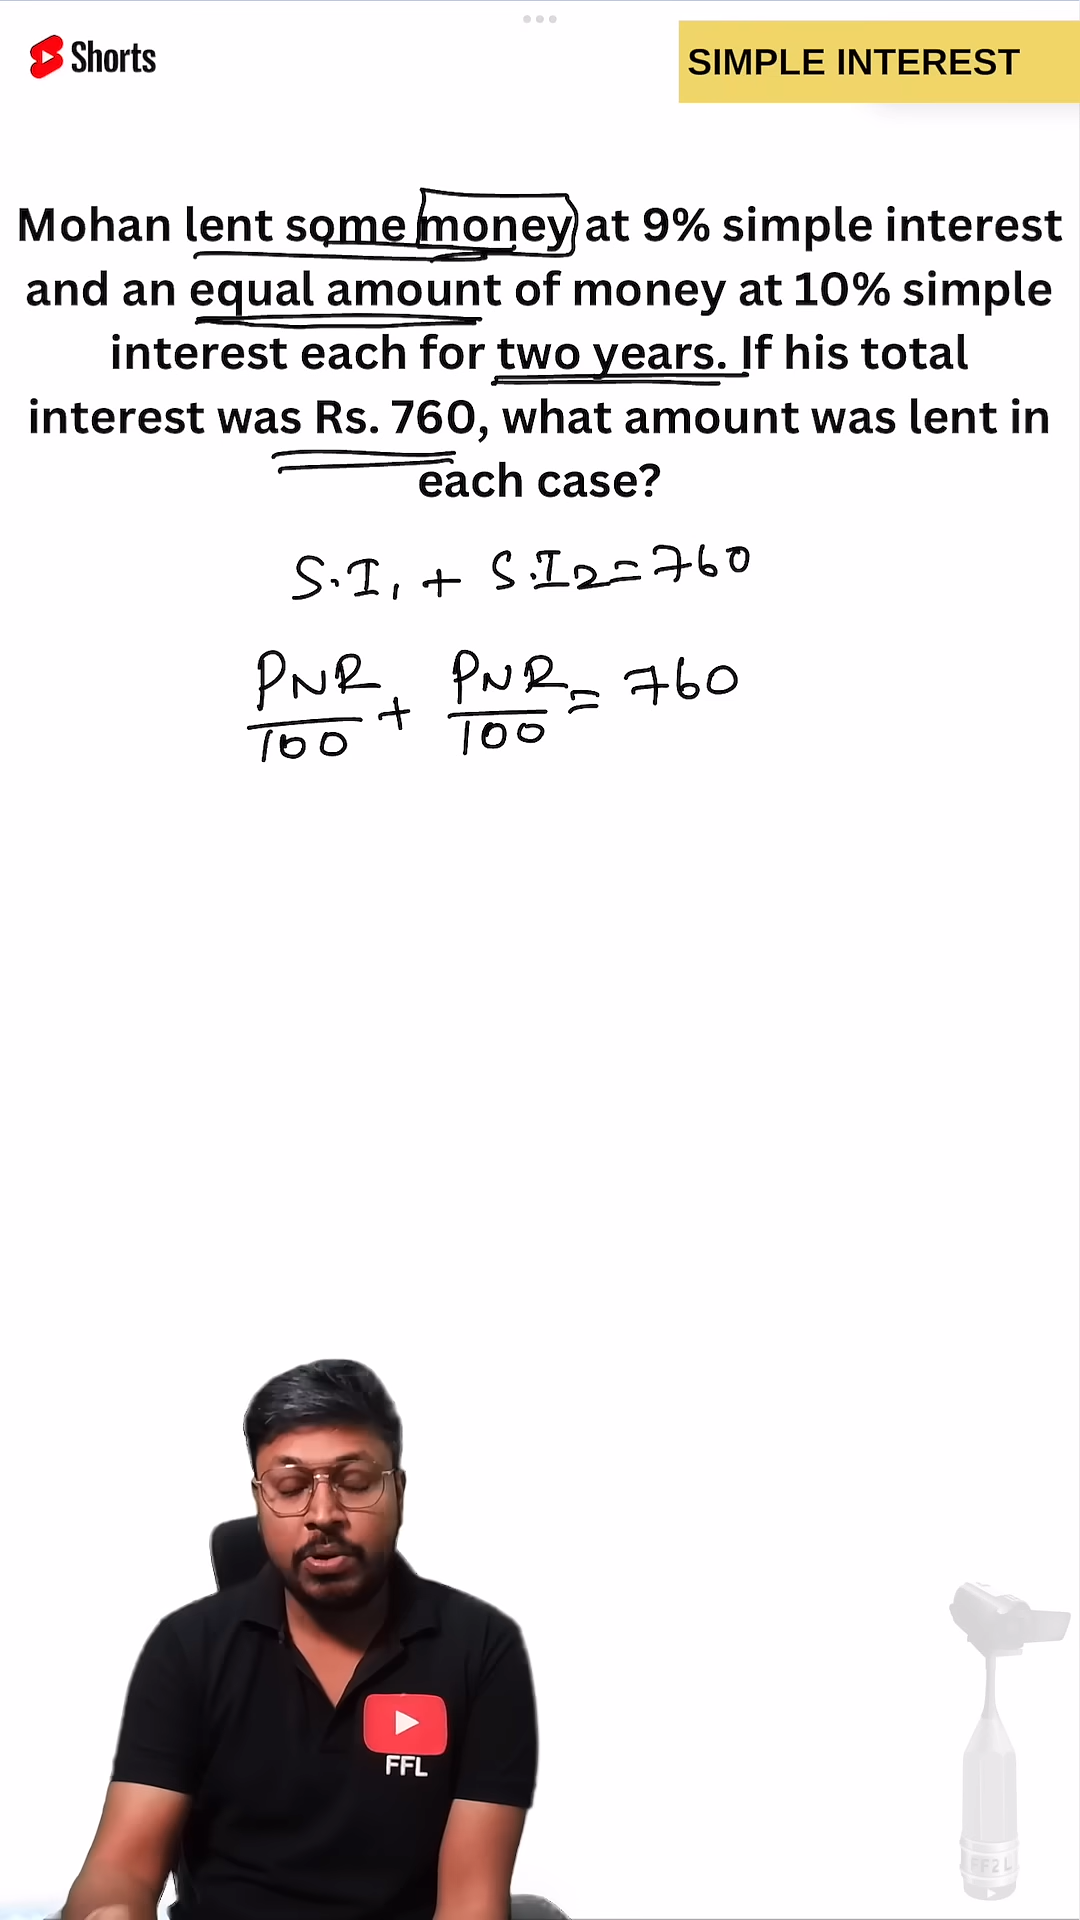 Shorts
SIMPLE INTEREST
Mohan lent some money at 9% simple interest
and an equal amount of money at 10% simple
interest each for two years. If his total
interest was Rs. 760, what amount was lent in
each case?
S.I₁ + S.I₂ = 760
PNR/100 + PNR/100 = 760
FFL
FF2L